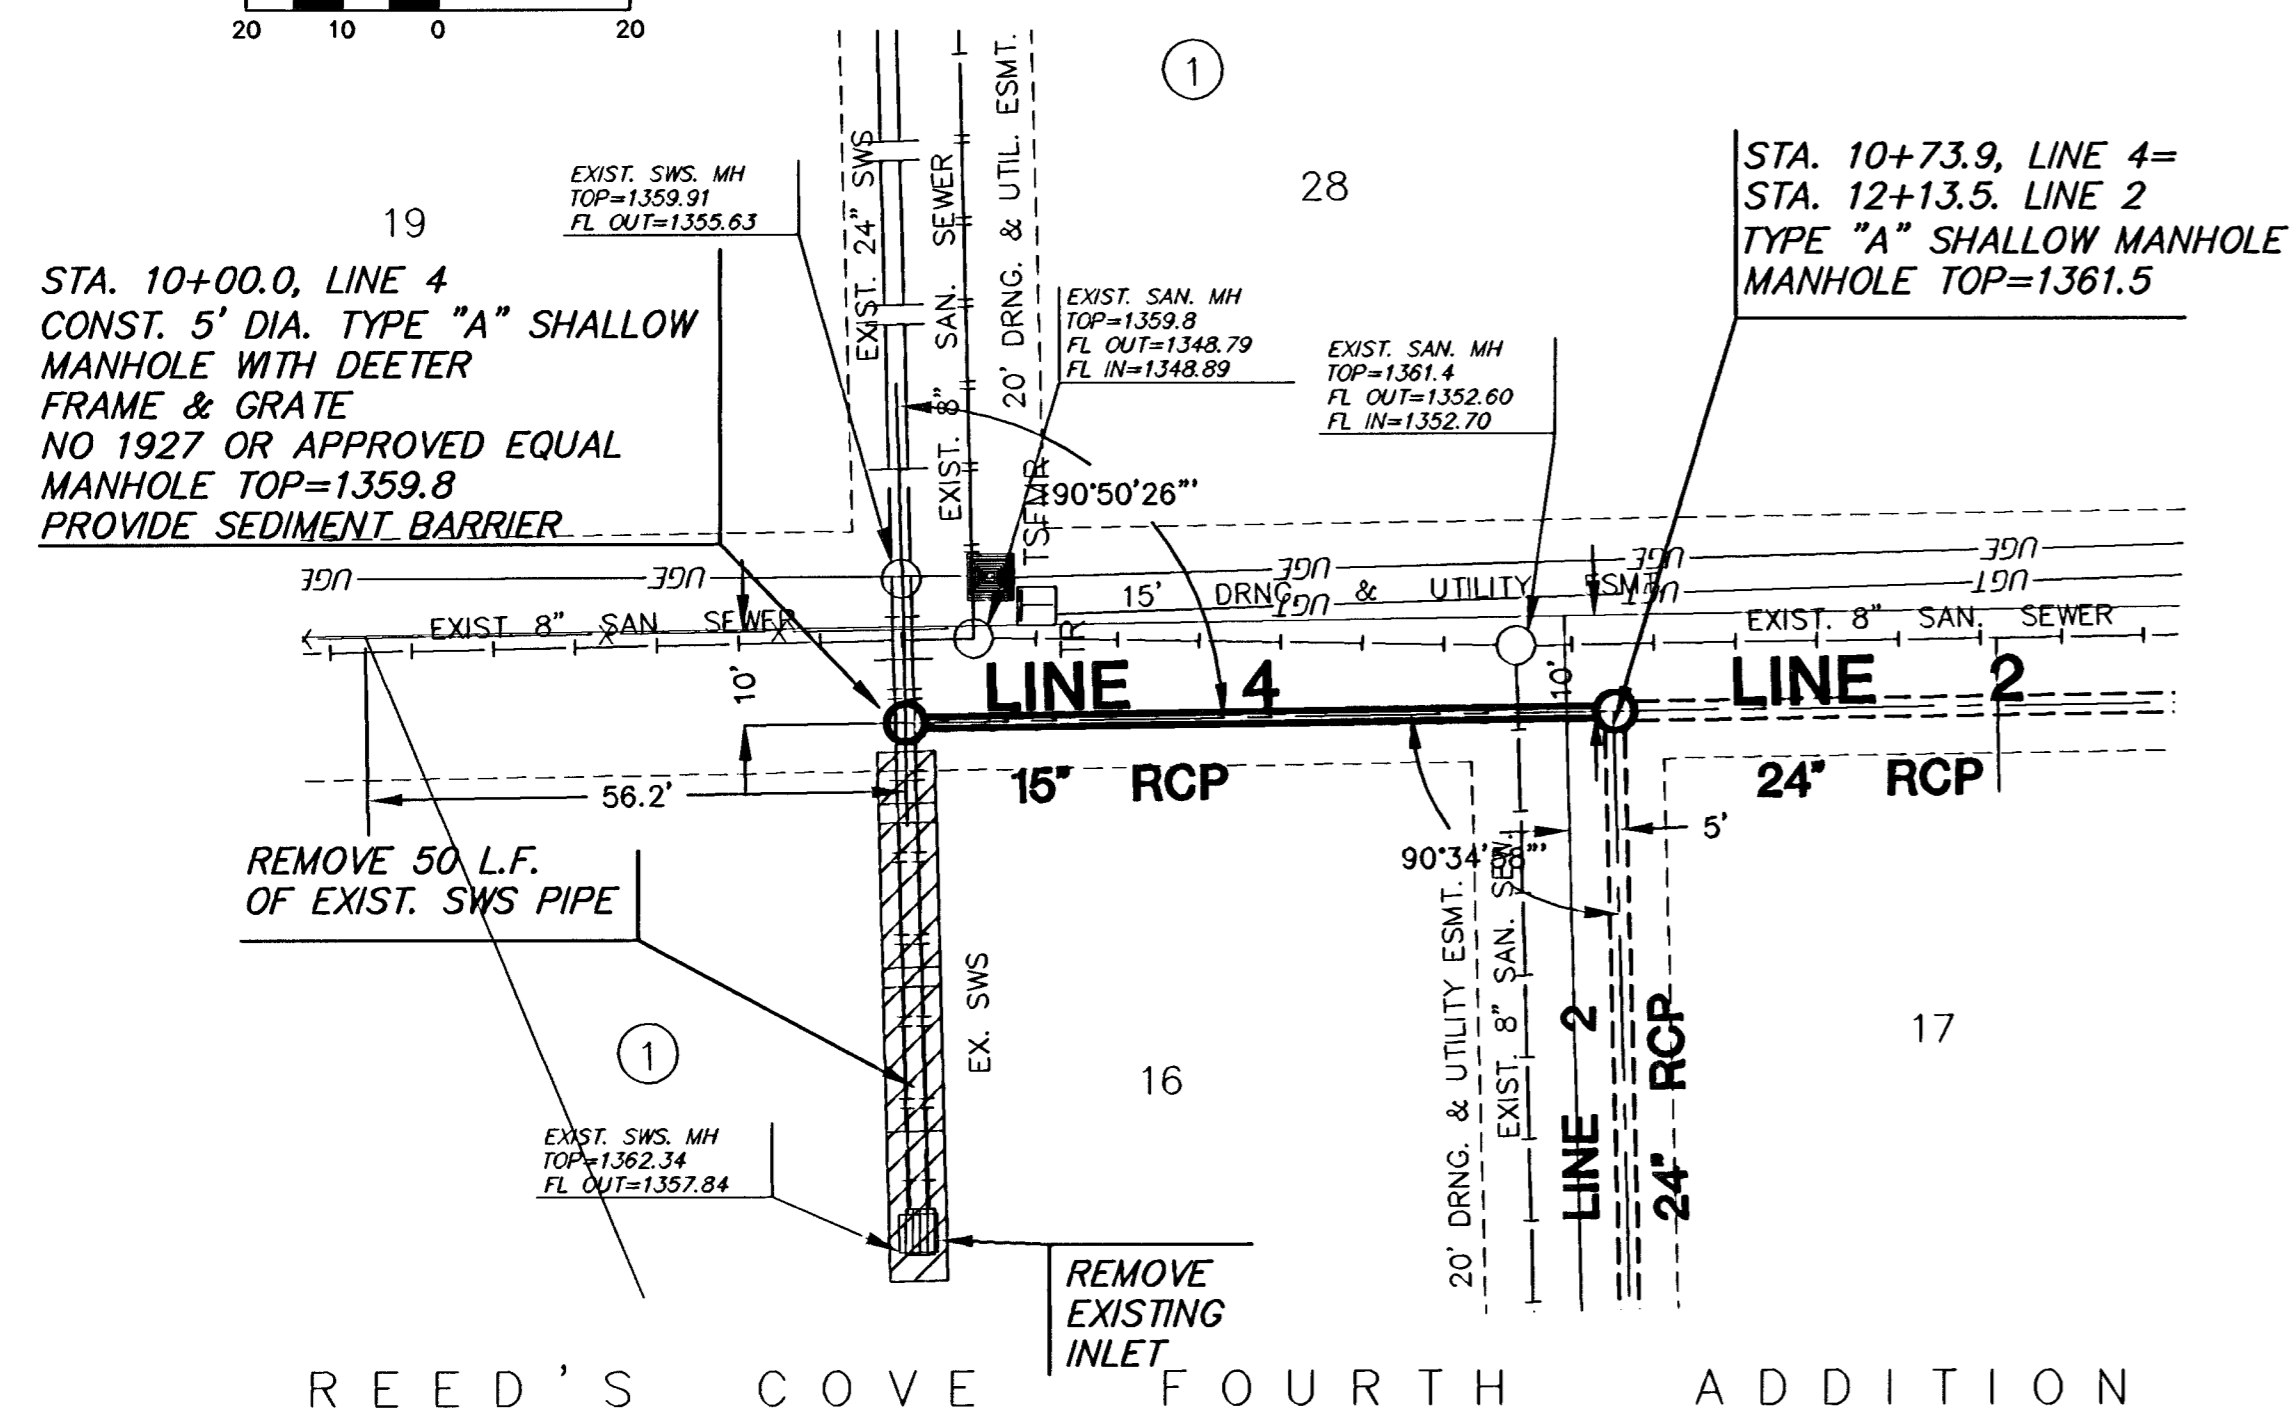 20 10 0 20
1
28
19
EXIST. SWS. MH
TOP=1359.91
FL OUT=1355.63
EXIST. 24" SWS
EXIST. 8" SAN. SEWER
20' DRNG. & UTIL. ESMT.
STA. 10+73.9, LINE 4=
STA. 12+13.5. LINE 2
TYPE "A" SHALLOW MANHOLE
MANHOLE TOP=1361.5
STA. 10+00.0, LINE 4
CONST. 5' DIA. TYPE "A" SHALLOW
MANHOLE WITH DEETER
FRAME & GRATE
NO 1927 OR APPROVED EQUAL
MANHOLE TOP=1359.8
PROVIDE SEDIMENT BARRIER
EXIST. SAN. MH
TOP=1359.8
FL OUT=1348.79
FL IN=1348.89
EXIST. SAN. MH
TOP=1361.4
FL OUT=1352.60
FL IN=1352.70
TSEMR
90°50'26"'
UGE UGE UGE UGE UGE
15' DRNG & UTILITY ESMT
UGT UGT UGT
EXIST 8" SAN SEWER
TR
EXIST. 8" SAN. SEWER
10'
10'
LINE 4
LINE 2
15" RCP
24" RCP
56.2'
5'
90°34'58"'
REMOVE 50 L.F.
OF EXIST. SWS PIPE
EX. SWS
20' DRNG. & UTILITY ESMT.
EXIST. 8" SAN. SEW.
LINE 2
24" RCP
17
16
1
EXIST. SWS. MH
TOP=1362.34
FL OUT=1357.84
REMOVE
EXISTING
INLET
REED'S COVE FOURTH ADDITION